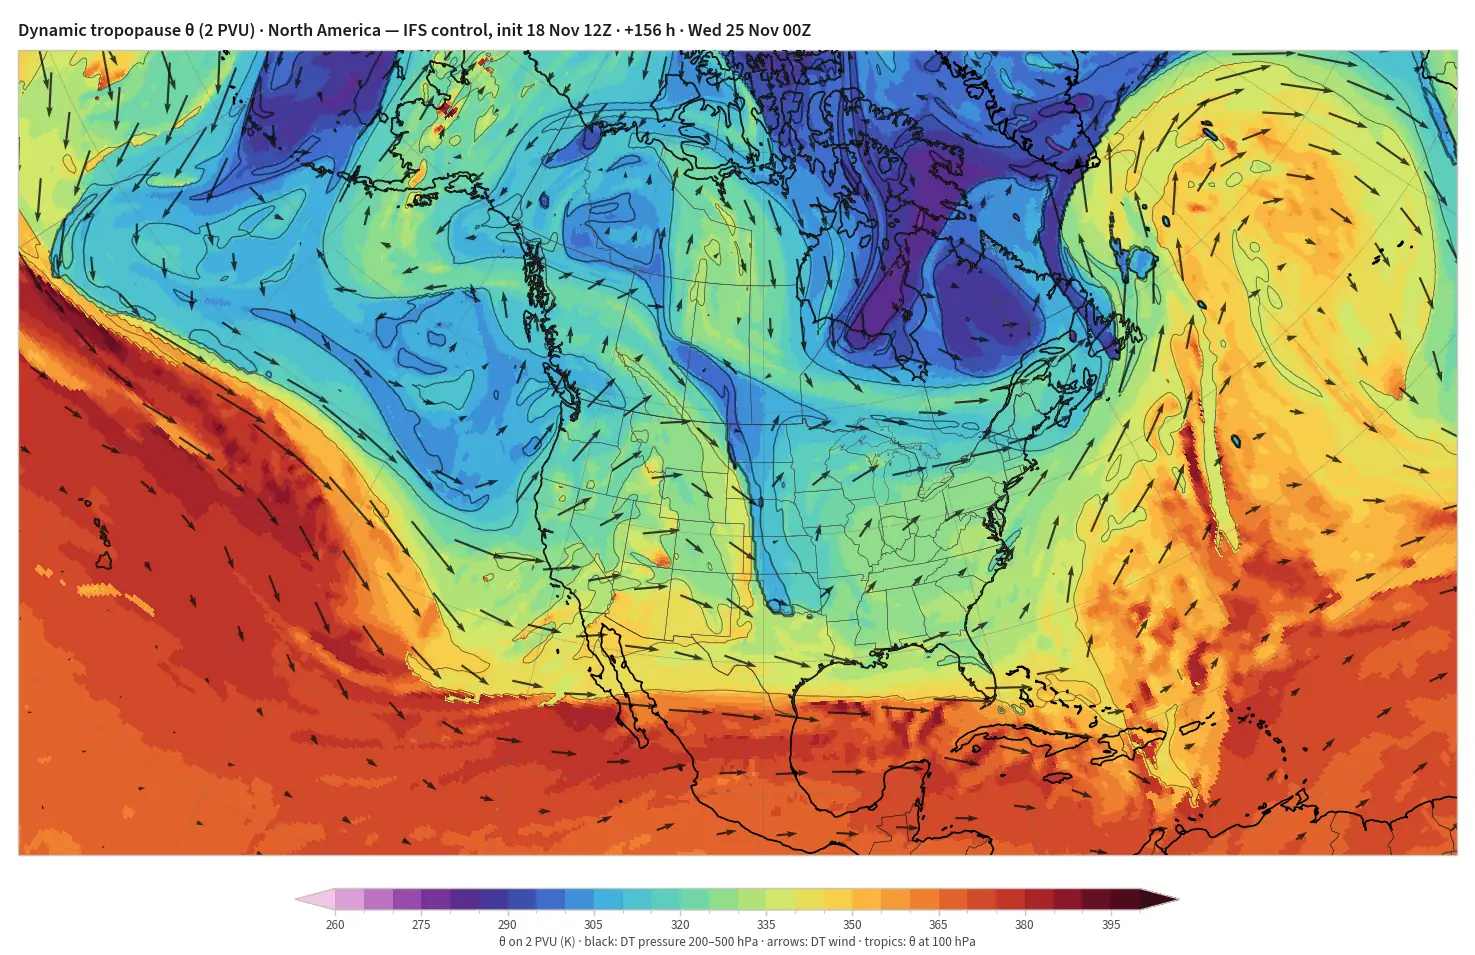 Dynamic tropopause θ (2 PVU) · North America — IFS control, init 18 Nov 12Z · +156 h · Wed 25 Nov 00Z
260 275 290 305 320 335 350 365 380 395
θ on 2 PVU (K) · black: DT pressure 200–500 hPa · arrows: DT wind · tropics: θ at 100 hPa